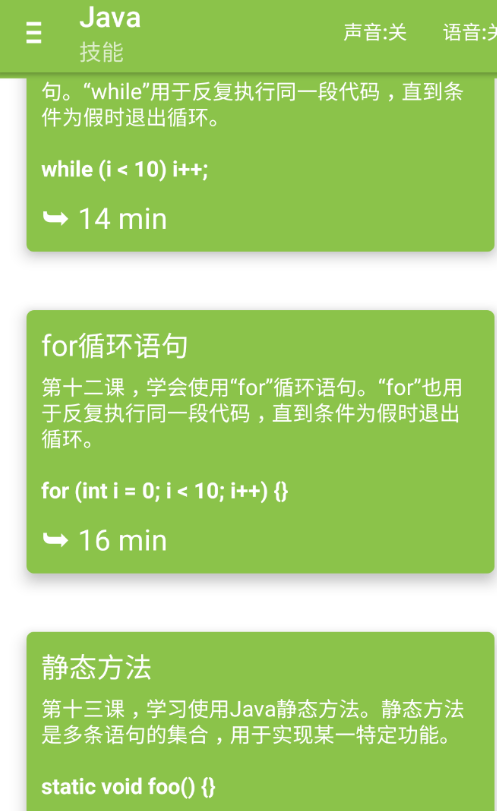 Java
技能
声音:关
语音:关
句。“while”用于反复执行同一段代码，直到条
件为假时退出循环。
while (i < 10) i++;
➥ 14 min
for循环语句
第十二课，学会使用“for”循环语句。“for”也用
于反复执行同一段代码，直到条件为假时退出
循环。
for (int i = 0; i < 10; i++) {}
➥ 16 min
静态方法
第十三课，学习使用Java静态方法。静态方法
是多条语句的集合，用于实现某一特定功能。
static void foo() {}